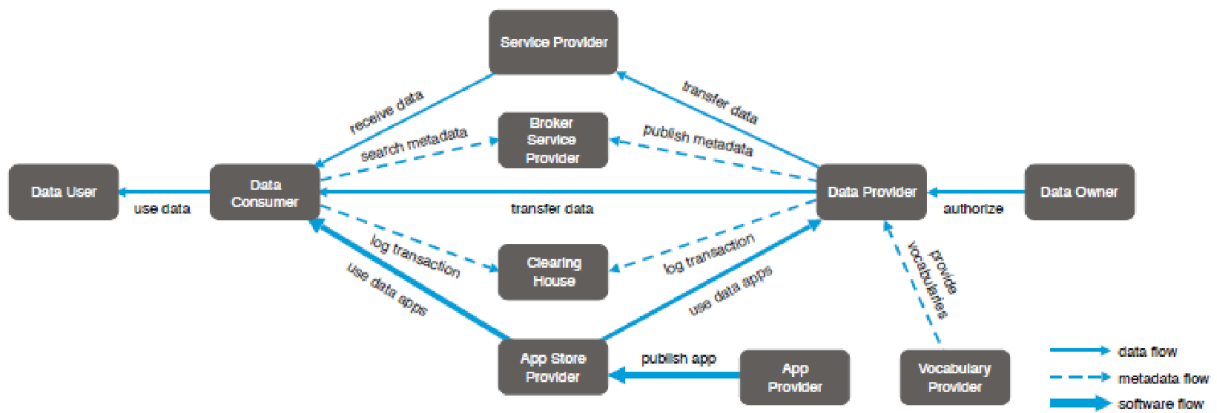 Service Provider
receive data
transfer data
Broker
Service
Provider
search metadata
publish metadata
Data User
use data
Data
Consumer
transfer data
Data Provider
authorize
Data Owner
log transaction
Clearing
House
log transaction
use data apps
use data apps
provide
vocabularies
App Store
Provider
publish app
App
Provider
Vocabulary
Provider
data flow
metadata flow
software flow